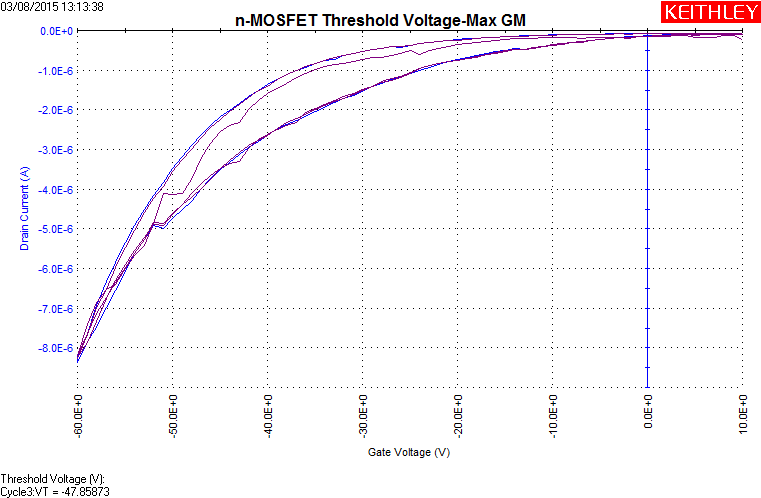 03/08/2015 13:13:38
n-MOSFET Threshold Voltage-Max GM
KEITHLEY
0.0E+0
-1.0E-6
-2.0E-6
-3.0E-6
-4.0E-6
-5.0E-6
-6.0E-6
-7.0E-6
-8.0E-6
Drain Current (A)
-60.0E+0
-50.0E+0
-40.0E+0
-30.0E+0
-20.0E+0
-10.0E+0
0.0E+0
10.0E+0
Gate Voltage (V)
Threshold Voltage (V):
Cycle3:VT = -47.85873